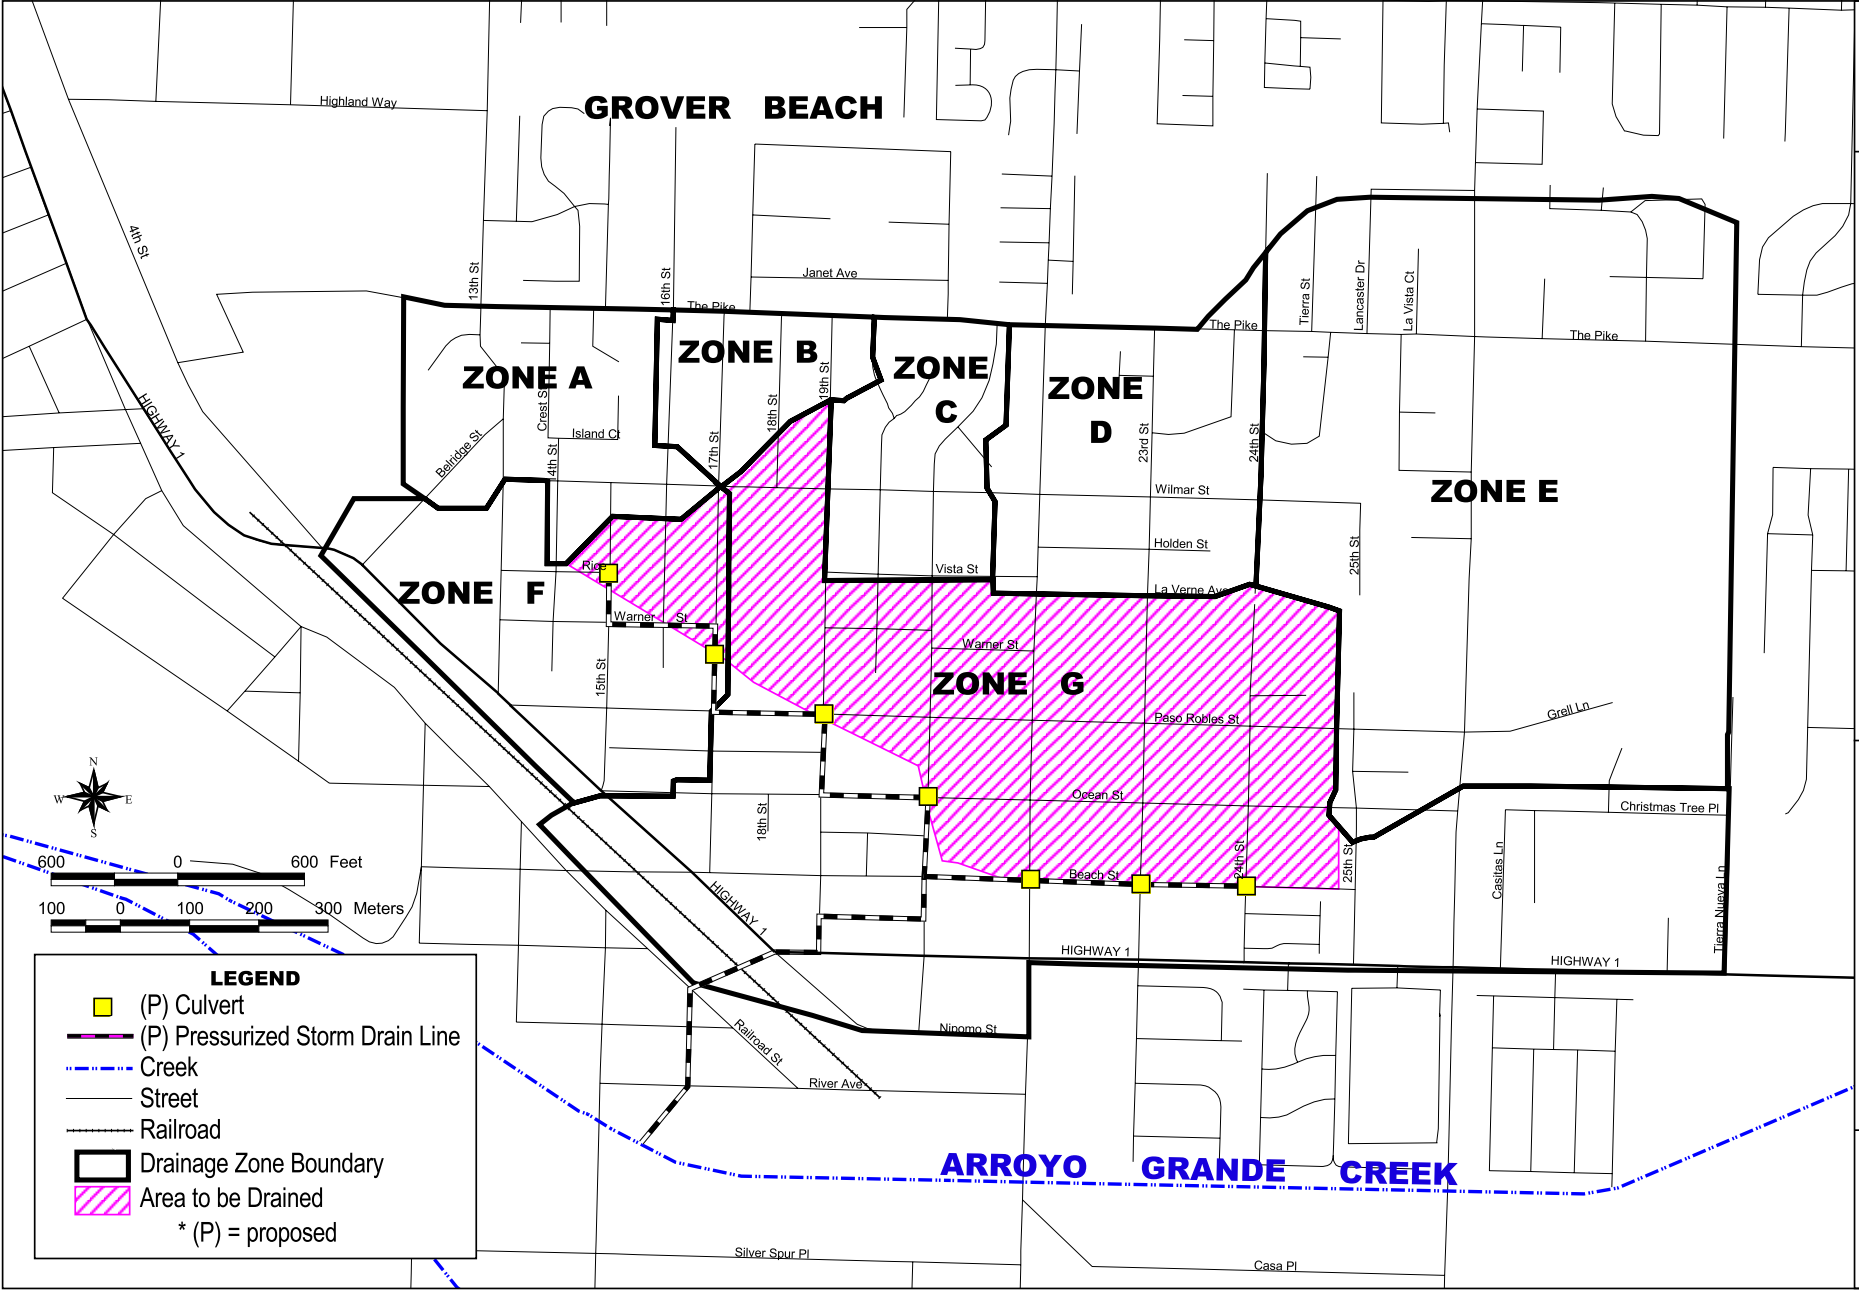 Highland Way
GROVER BEACH
4th St
13th St
16th St
Janet Ave
The Pike
Tierra St
Lancaster Dr
La Vista Ct
The Pike
The Pike
ZONE A
ZONE B
ZONE
C
ZONE
D
ZONE E
19th St
18th St
17th St
Crest St
Island Ct
Belridge St
14th St
HIGHWAY 1
23rd St
24th St
Wilmar St
Holden St
25th St
Vista St
La Verne Ave
Rice
ZONE F
Warner St
Warner St
ZONE G
15th St
Paso Robles St
Grell Ln
Ocean St
Christmas Tree Pl
18th St
24th St
25th St
Beach St
Casitas Ln
Tierra Nueva Ln
HIGHWAY 1
HIGHWAY 1
HIGHWAY 1
Nipomo St
Railroad St
River Ave
ARROYO GRANDE CREEK
Silver Spur Pl
Casa Pl
N
W E
S
600 0 600 Feet
100 0 100 200 300 Meters
LEGEND
(P) Culvert
(P) Pressurized Storm Drain Line
Creek
Street
Railroad
Drainage Zone Boundary
Area to be Drained
* (P) = proposed